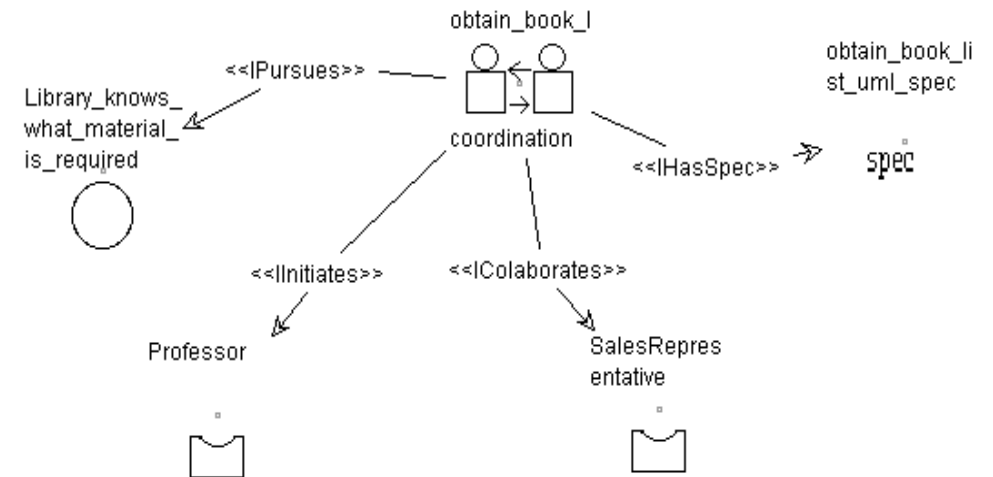 obtain_book_l
<<IPursues>>
obtain_book_li
st_uml_spec
Library_knows_
what_material_
is_required
coordination
<<IHasSpec>>
spec
<<IInitiates>>
<<IColaborates>>
Professor
SalesRepres
entative